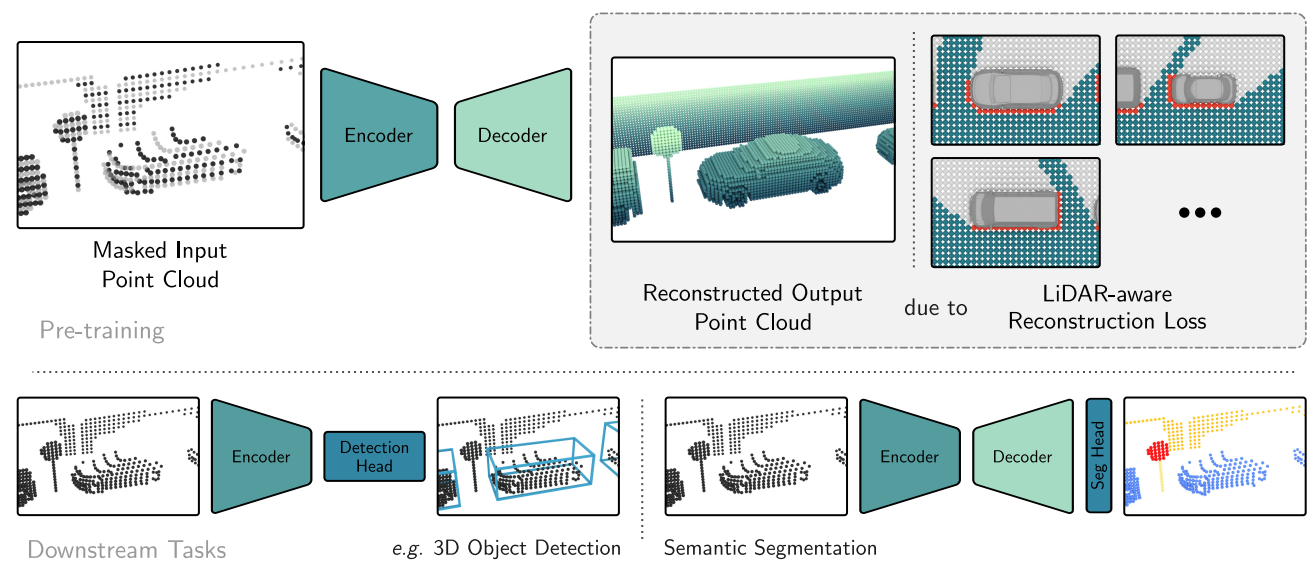 Encoder
Decoder
Masked Input
Point Cloud
Reconstructed Output
Point Cloud
due to
LiDAR-aware
Reconstruction Loss
Pre-training
Encoder
Detection
Head
Encoder
Decoder
Seg Head
Downstream Tasks
e.g. 3D Object Detection
Semantic Segmentation